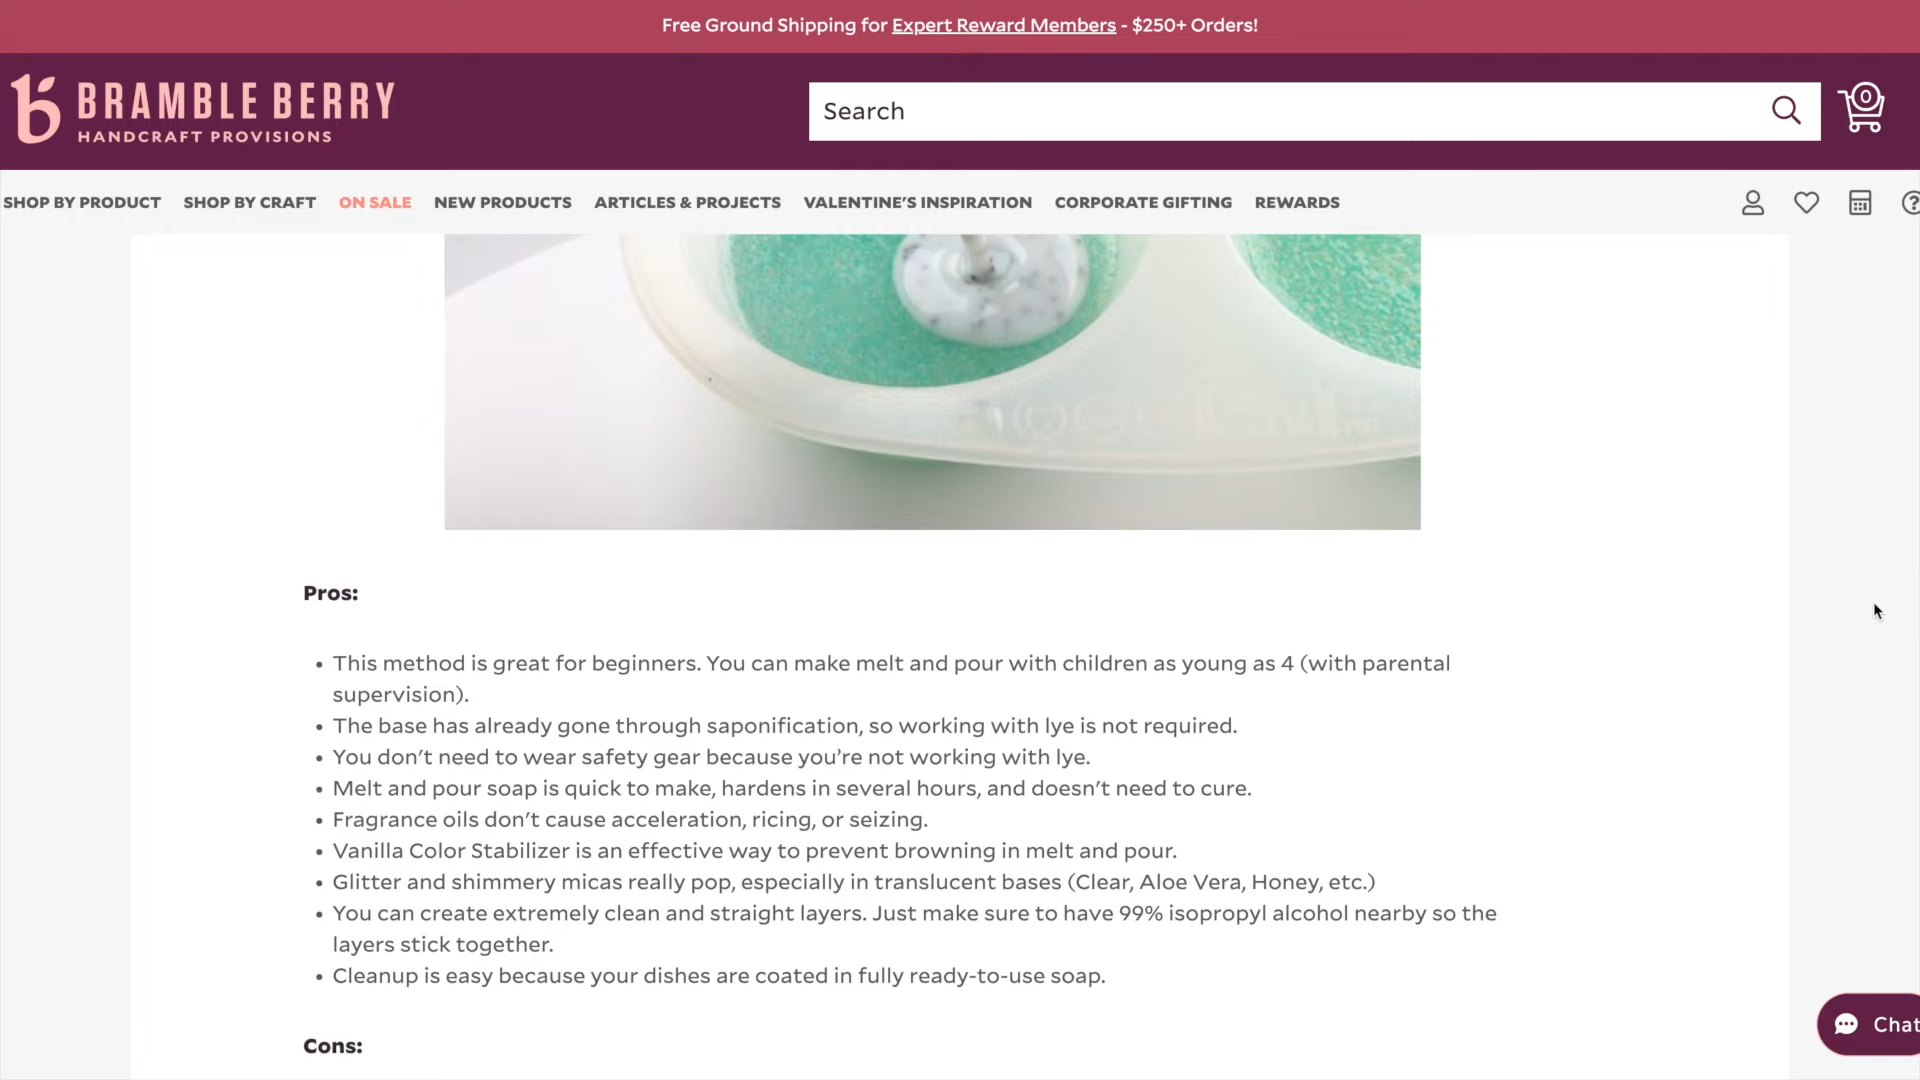 Free Ground Shipping for Expert Reward Members - $250+ Orders!
BRAMBLE BERRY
HANDCRAFT PROVISIONS
Search
0
SHOP BY PRODUCT SHOP BY CRAFT ON SALE NEW PRODUCTS ARTICLES & PROJECTS VALENTINE'S INSPIRATION CORPORATE GIFTING REWARDS
Pros:
• This method is great for beginners. You can make melt and pour with children as young as 4 (with parental
supervision).
• The base has already gone through saponification, so working with lye is not required.
• You don't need to wear safety gear because you're not working with lye.
• Melt and pour soap is quick to make, hardens in several hours, and doesn't need to cure.
• Fragrance oils don't cause acceleration, ricing, or seizing.
• Vanilla Color Stabilizer is an effective way to prevent browning in melt and pour.
• Glitter and shimmery micas really pop, especially in translucent bases (Clear, Aloe Vera, Honey, etc.)
• You can create extremely clean and straight layers. Just make sure to have 99% isopropyl alcohol nearby so the
layers stick together.
• Cleanup is easy because your dishes are coated in fully ready-to-use soap.
Chat
Cons: